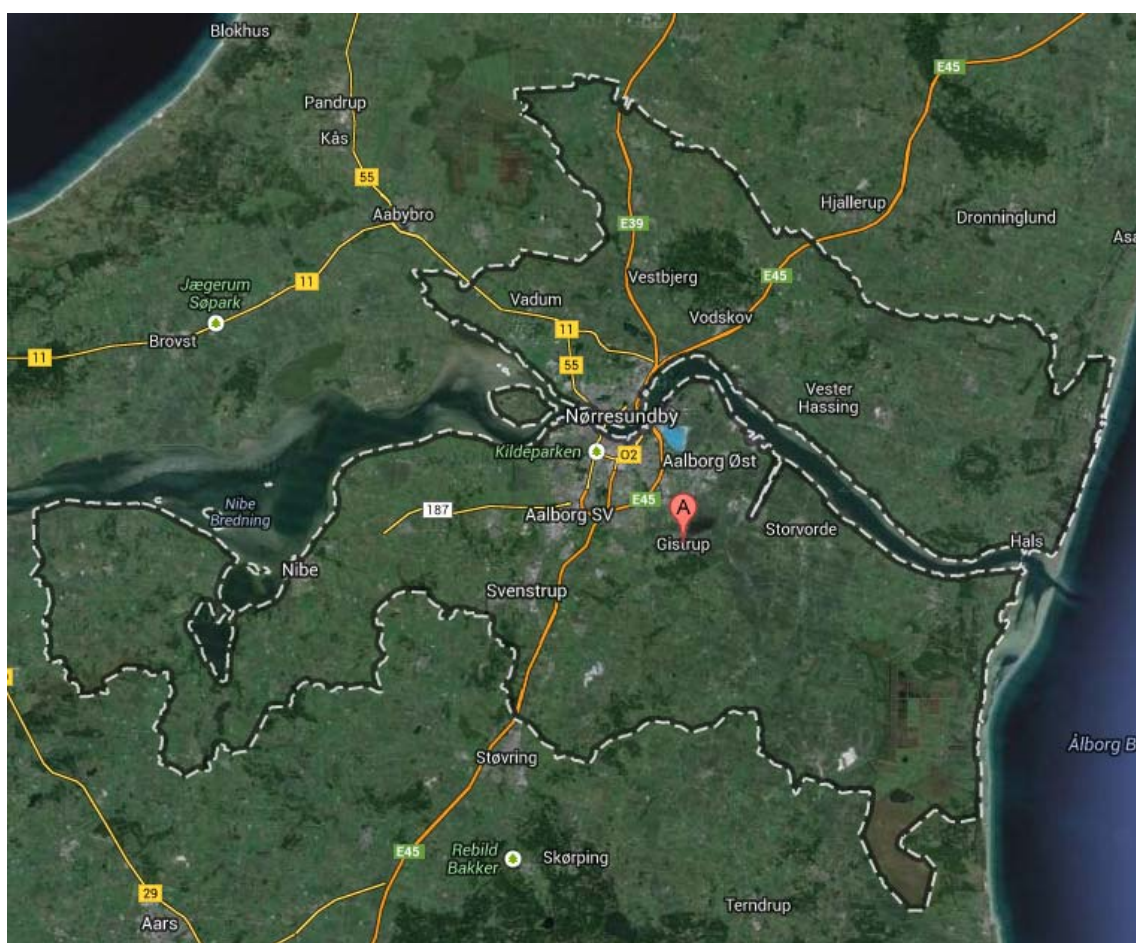 Blokhus
E45
Pandrup
Kås
55
Aabybro
Hjallerup
Dronninglund
E39
Asa
Jægerum
Søpark
11
Vestbjerg
E45
Vadum
Vodskov
11
Brovst
11
55
Vester
Hassing
Nørresundby
Kildeparken
O2
Aalborg Øst
Nibe
Bredning
187
E45
Aalborg SV
A
Storvorde
Gistrup
Hals
Nibe
Svenstrup
Støvring
Ålborg B
E45
Rebild
Bakker
Skørping
29
Aars
Terndrup